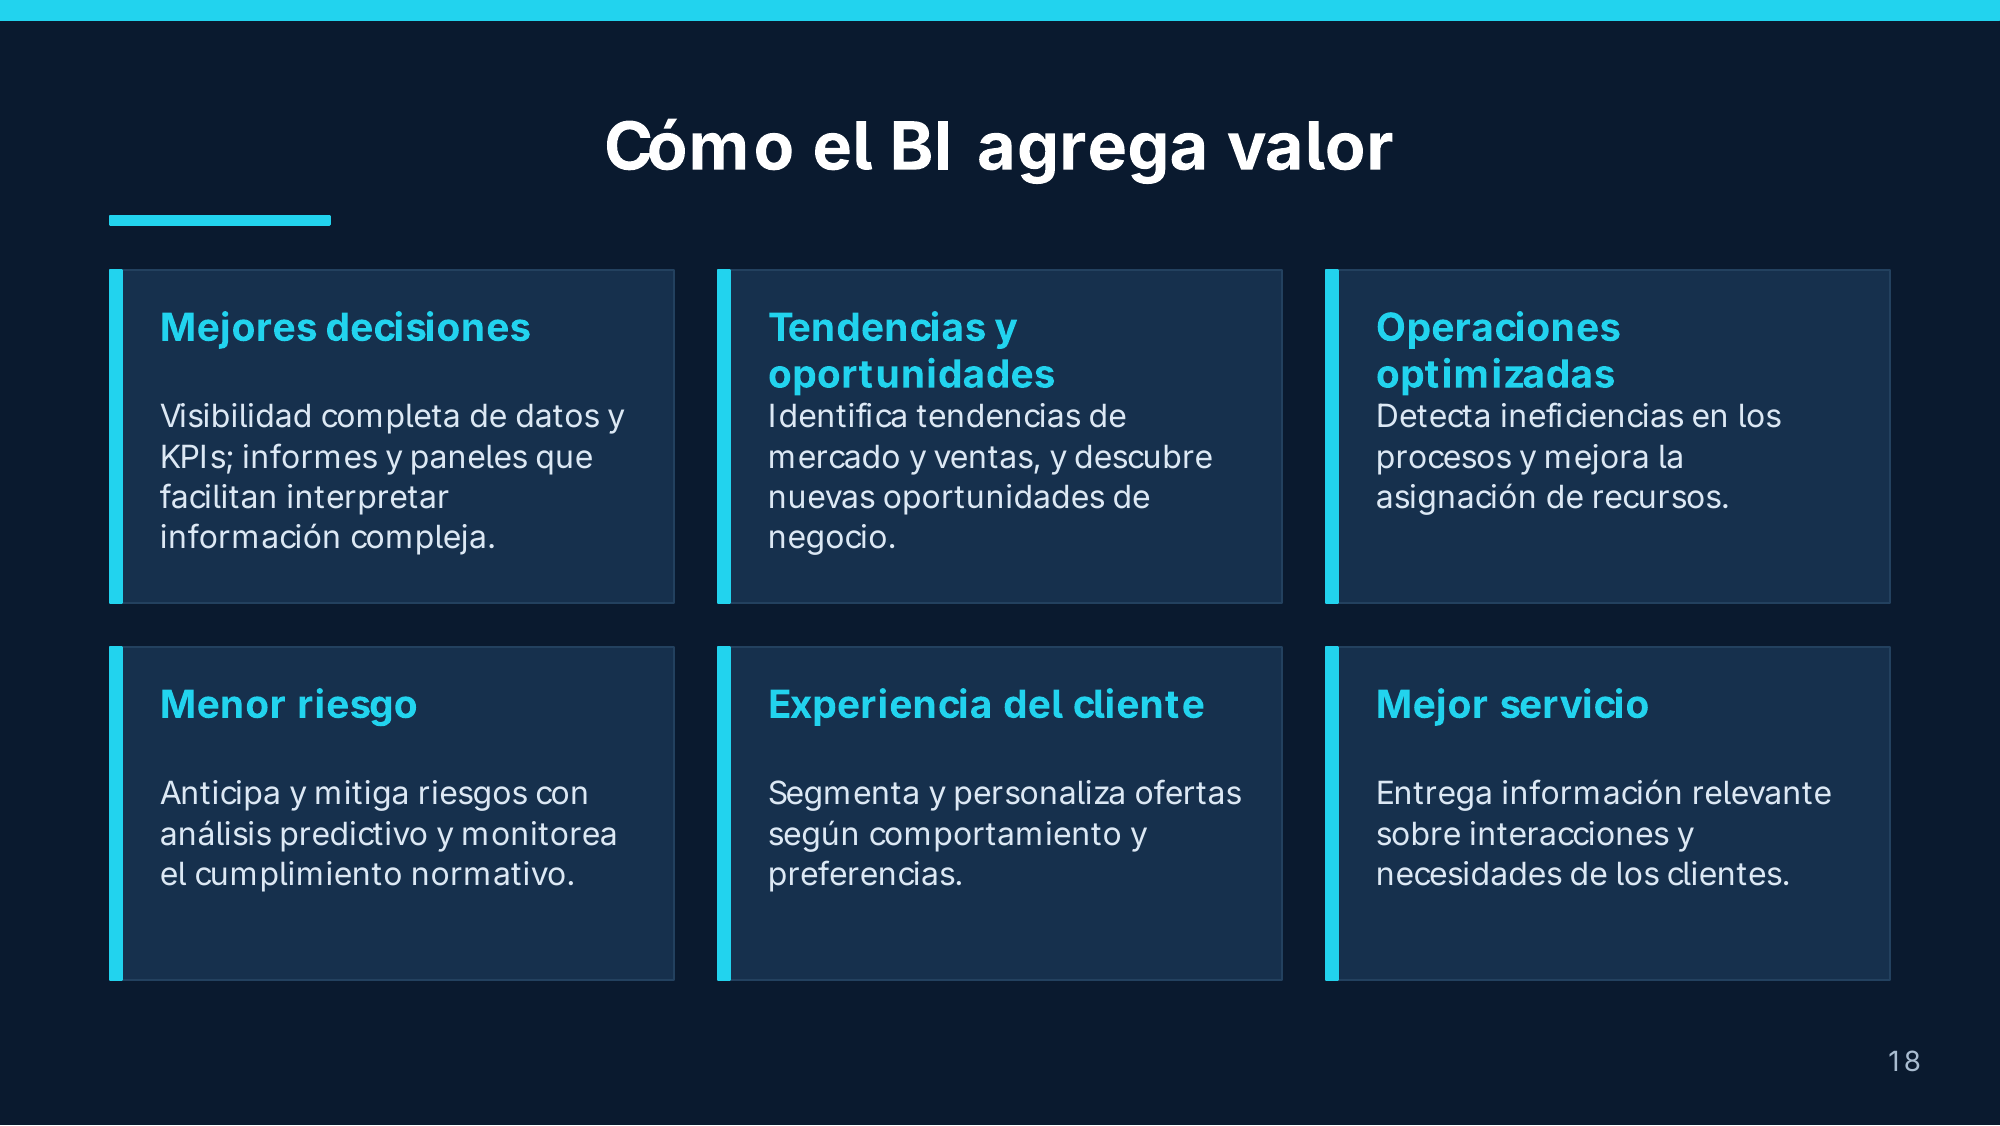 Cómo el BI agrega valor
Mejores decisiones
Visibilidad completa de datos y
KPIs; informes y paneles que
facilitan interpretar
información compleja.
Tendencias y
oportunidades
Identifica tendencias de
mercado y ventas, y descubre
nuevas oportunidades de
negocio.
Operaciones
optimizadas
Detecta ineficiencias en los
procesos y mejora la
asignación de recursos.
Menor riesgo
Anticipa y mitiga riesgos con
análisis predictivo y monitorea
el cumplimiento normativo.
Experiencia del cliente
Segmenta y personaliza ofertas
según comportamiento y
preferencias.
Mejor servicio
Entrega información relevante
sobre interacciones y
necesidades de los clientes.
18